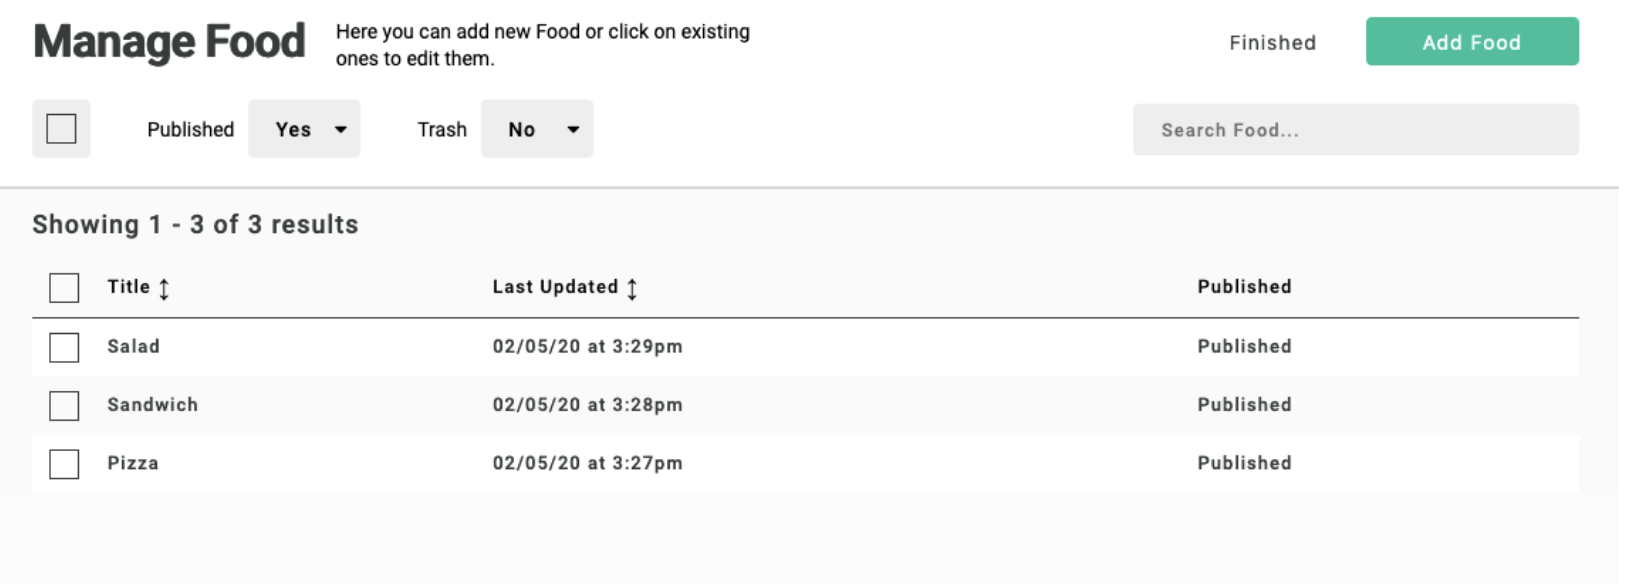 Manage Food
Here you can add new Food or click on existing
ones to edit them.
Finished
Add Food
Published Yes
Trash No
Search Food...
Showing 1 - 3 of 3 results
Title Last Updated Published
Salad 02/05/20 at 3:29pm Published
Sandwich 02/05/20 at 3:28pm Published
Pizza 02/05/20 at 3:27pm Published